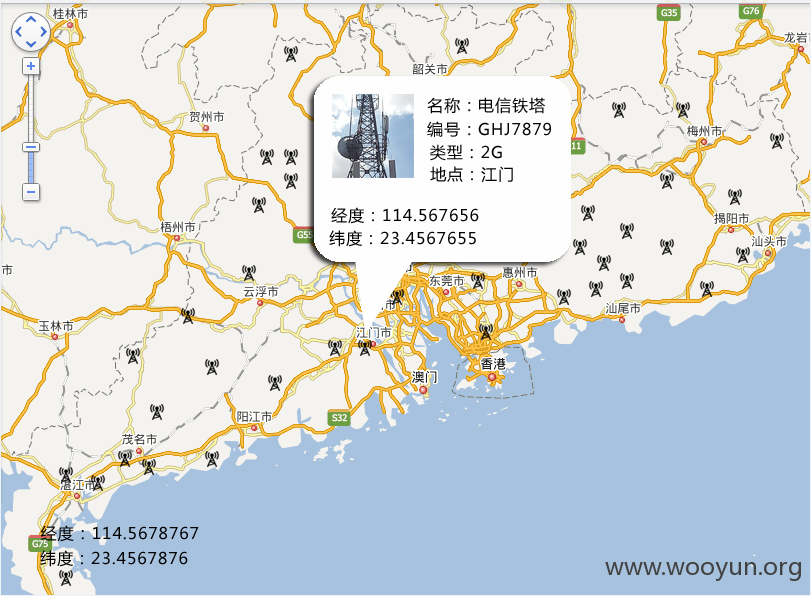 桂林市
G35
G76
龙岩
韶关市
贺州市
名称：电信铁塔
编号：GHJ7879
类型：2G
地点：江门
经度：114.567656
纬度：23.4567655
梅州市
11
梧州市
G55
揭阳市
汕头市
市
云浮市
东莞市
惠州市
汕尾市
玉林市
市
江门市
香港
澳门
S32
阳江市
茂名市
湛江市
G75
经度：114.5678767
纬度：23.4567876
www.wooyun.org